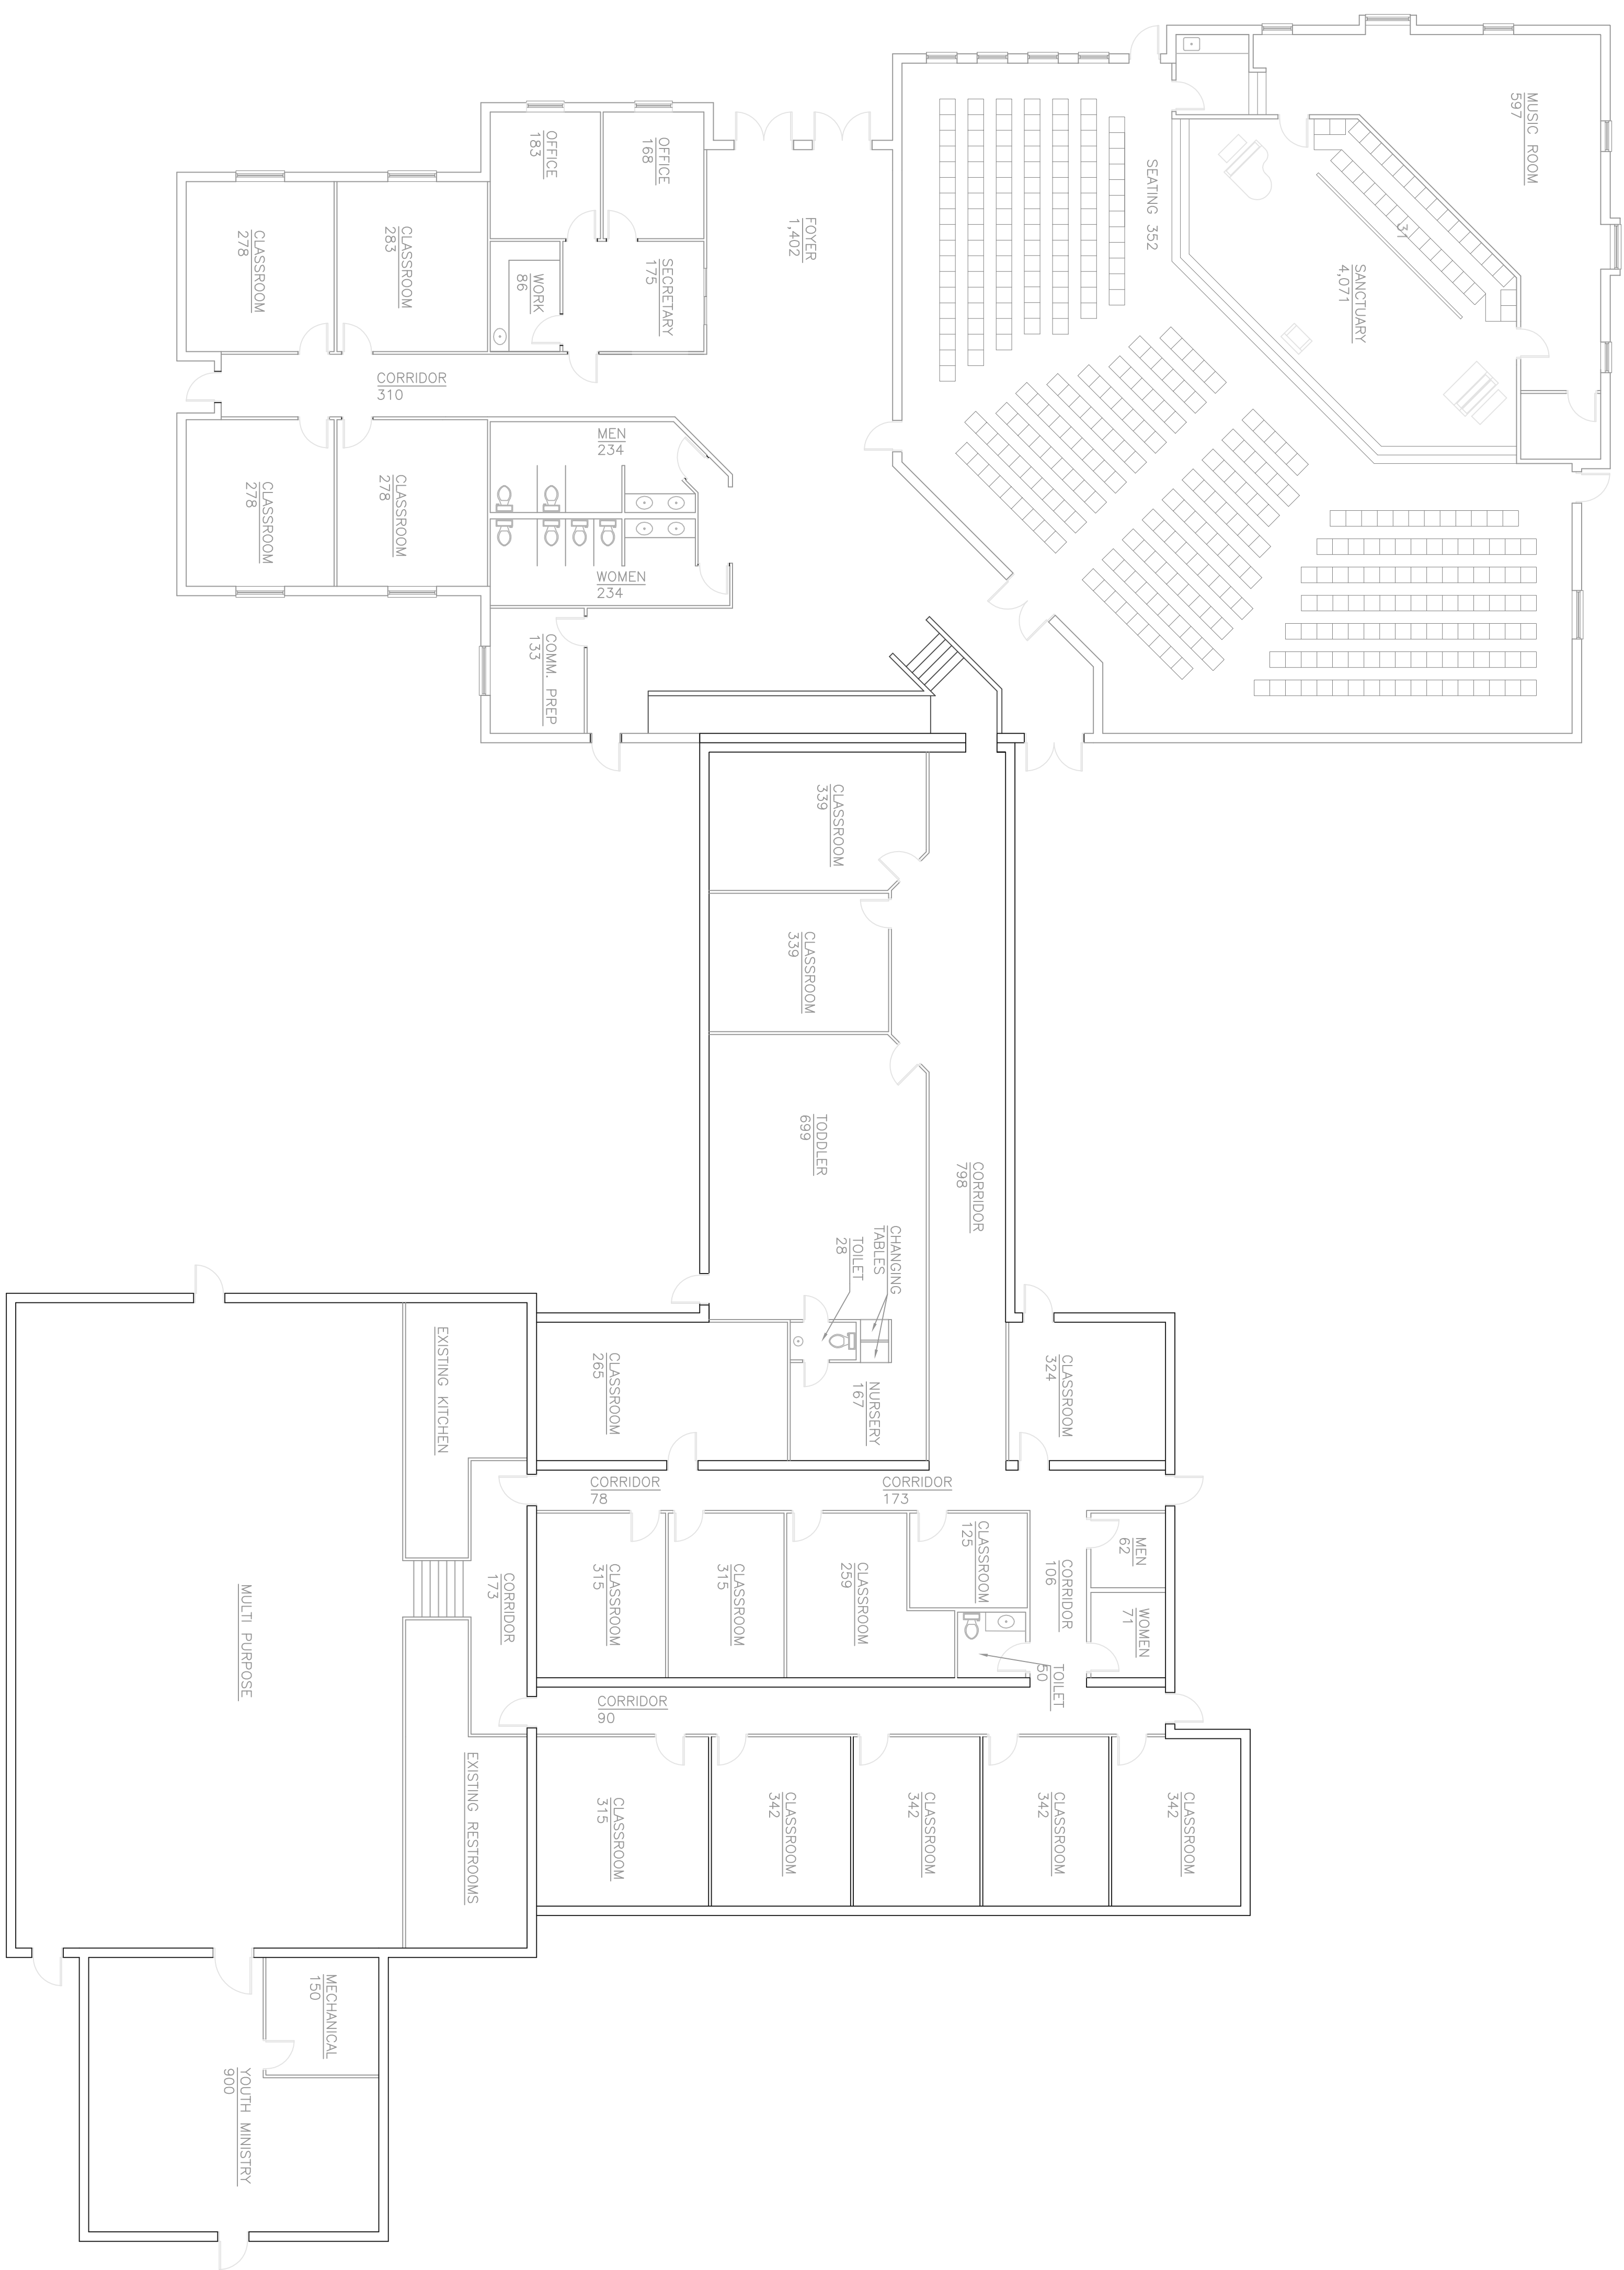 MUSIC ROOM
597
SEATING 352
31
SANCTUARY
4,071
OFFICE
183
OFFICE
168
FOYER
1,402
CLASSROOM
278
CLASSROOM
283
WORK
86
SECRETARY
175
CORRIDOR
310
MEN
234
CLASSROOM
278
CLASSROOM
278
WOMEN
234
COMM. PREP
133
CLASSROOM
339
CLASSROOM
339
TODDLER
699
CORRIDOR
798
CHANGING
TABLES
TOILET
28
NURSERY
167
CLASSROOM
265
CLASSROOM
324
EXISTING KITCHEN
CORRIDOR
78
CORRIDOR
173
CLASSROOM
125
MEN
62
CORRIDOR
106
WOMEN
71
CLASSROOM
315
CLASSROOM
315
CLASSROOM
259
CORRIDOR
173
MULTI PURPOSE
TOILET
50
CORRIDOR
90
EXISTING RESTROOMS
CLASSROOM
315
CLASSROOM
342
CLASSROOM
342
CLASSROOM
342
CLASSROOM
342
MECHANICAL
150
YOUTH MINISTRY
900